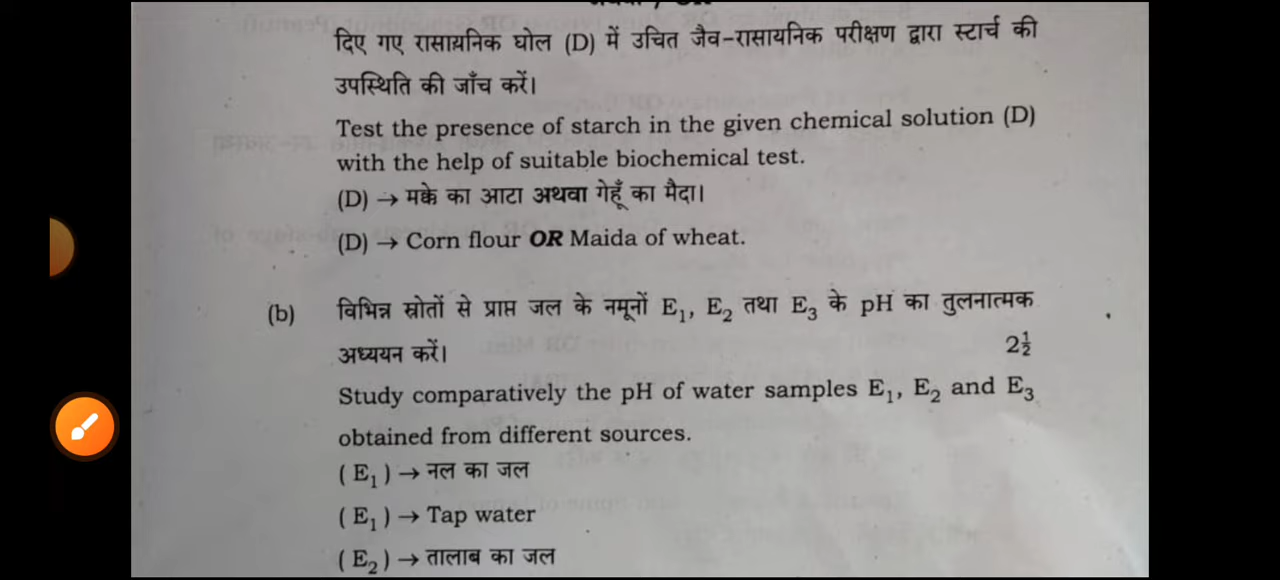 दिए गए रासायनिक घोल (D) में उचित जैव-रासायनिक परीक्षण द्वारा स्टार्च की
उपस्थिति की जाँच करें।
Test the presence of starch in the given chemical solution (D)
with the help of suitable biochemical test.
(D) → मक्के का आटा अथवा गेहूँ का मैदा।
(D) → Corn flour OR Maida of wheat.
(b) विभिन्न स्रोतों से प्राप्त जल के नमूनों E₁, E₂ तथा E₃ के pH का तुलनात्मक
अध्ययन करें। 2½
Study comparatively the pH of water samples E₁, E₂ and E₃
obtained from different sources.
(E₁) → नल का जल
(E₁) → Tap water
(E₂) → तालाब का जल